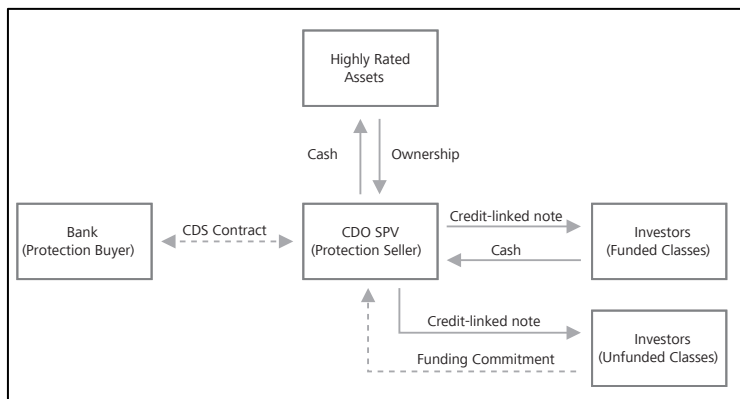 Highly Rated
Assets
Cash
Ownership
Bank
(Protection Buyer)
CDS Contract
CDO SPV
(Protection Seller)
Credit-linked note
Cash
Investors
(Funded Classes)
Credit-linked note
Funding Commitment
Investors
(Unfunded Classes)